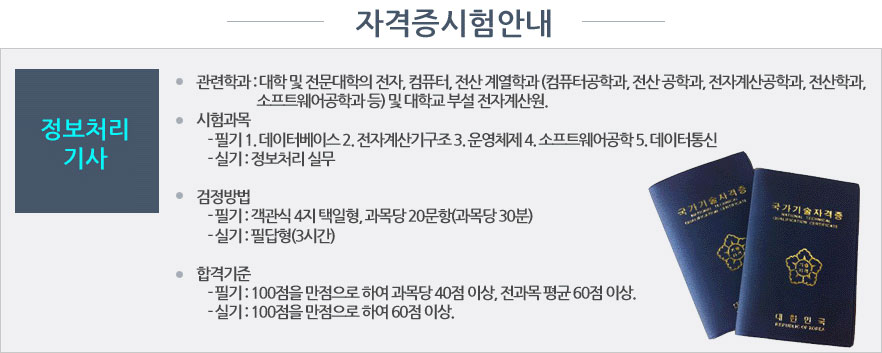 자격증시험안내
정보처리
기사
관련학과 : 대학 및 전문대학의 전자, 컴퓨터, 전산 계열학과 (컴퓨터공학과, 전산 공학과, 전자계산공학과, 전산학과,
소프트웨어공학과 등) 및 대학교 부설 전자계산원.
시험과목
- 필기 1. 데이터베이스 2. 전자계산기구조 3. 운영체제 4. 소프트웨어공학 5. 데이터통신
- 실기 : 정보처리 실무
검정방법
- 필기 : 객관식 4지 택일형, 과목당 20문항(과목당 30분)
- 실기 : 필답형(3시간)
합격기준
- 필기 : 100점을 만점으로 하여 과목당 40점 이상, 전과목 평균 60점 이상.
- 실기 : 100점을 만점으로 하여 60점 이상.
국가기술자격증
NATIONAL TECHNICAL
QUALIFICATION CERTIFICATE
국가기술자격증
NATIONAL TECHNICAL
QUALIFICATION CERTIFICATE
대한민국
REPUBLIC OF KOREA